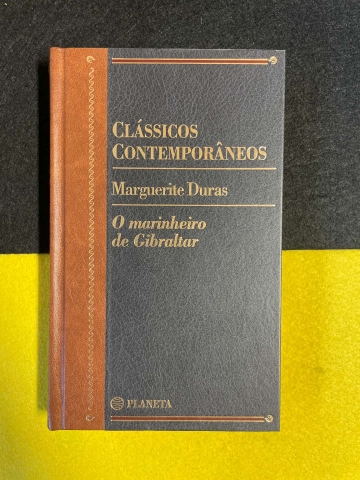 CLÁSSICOS
CONTEMPORÂNEOS
Marguerite Duras
O marinheiro
de Gibraltar
PLANETA